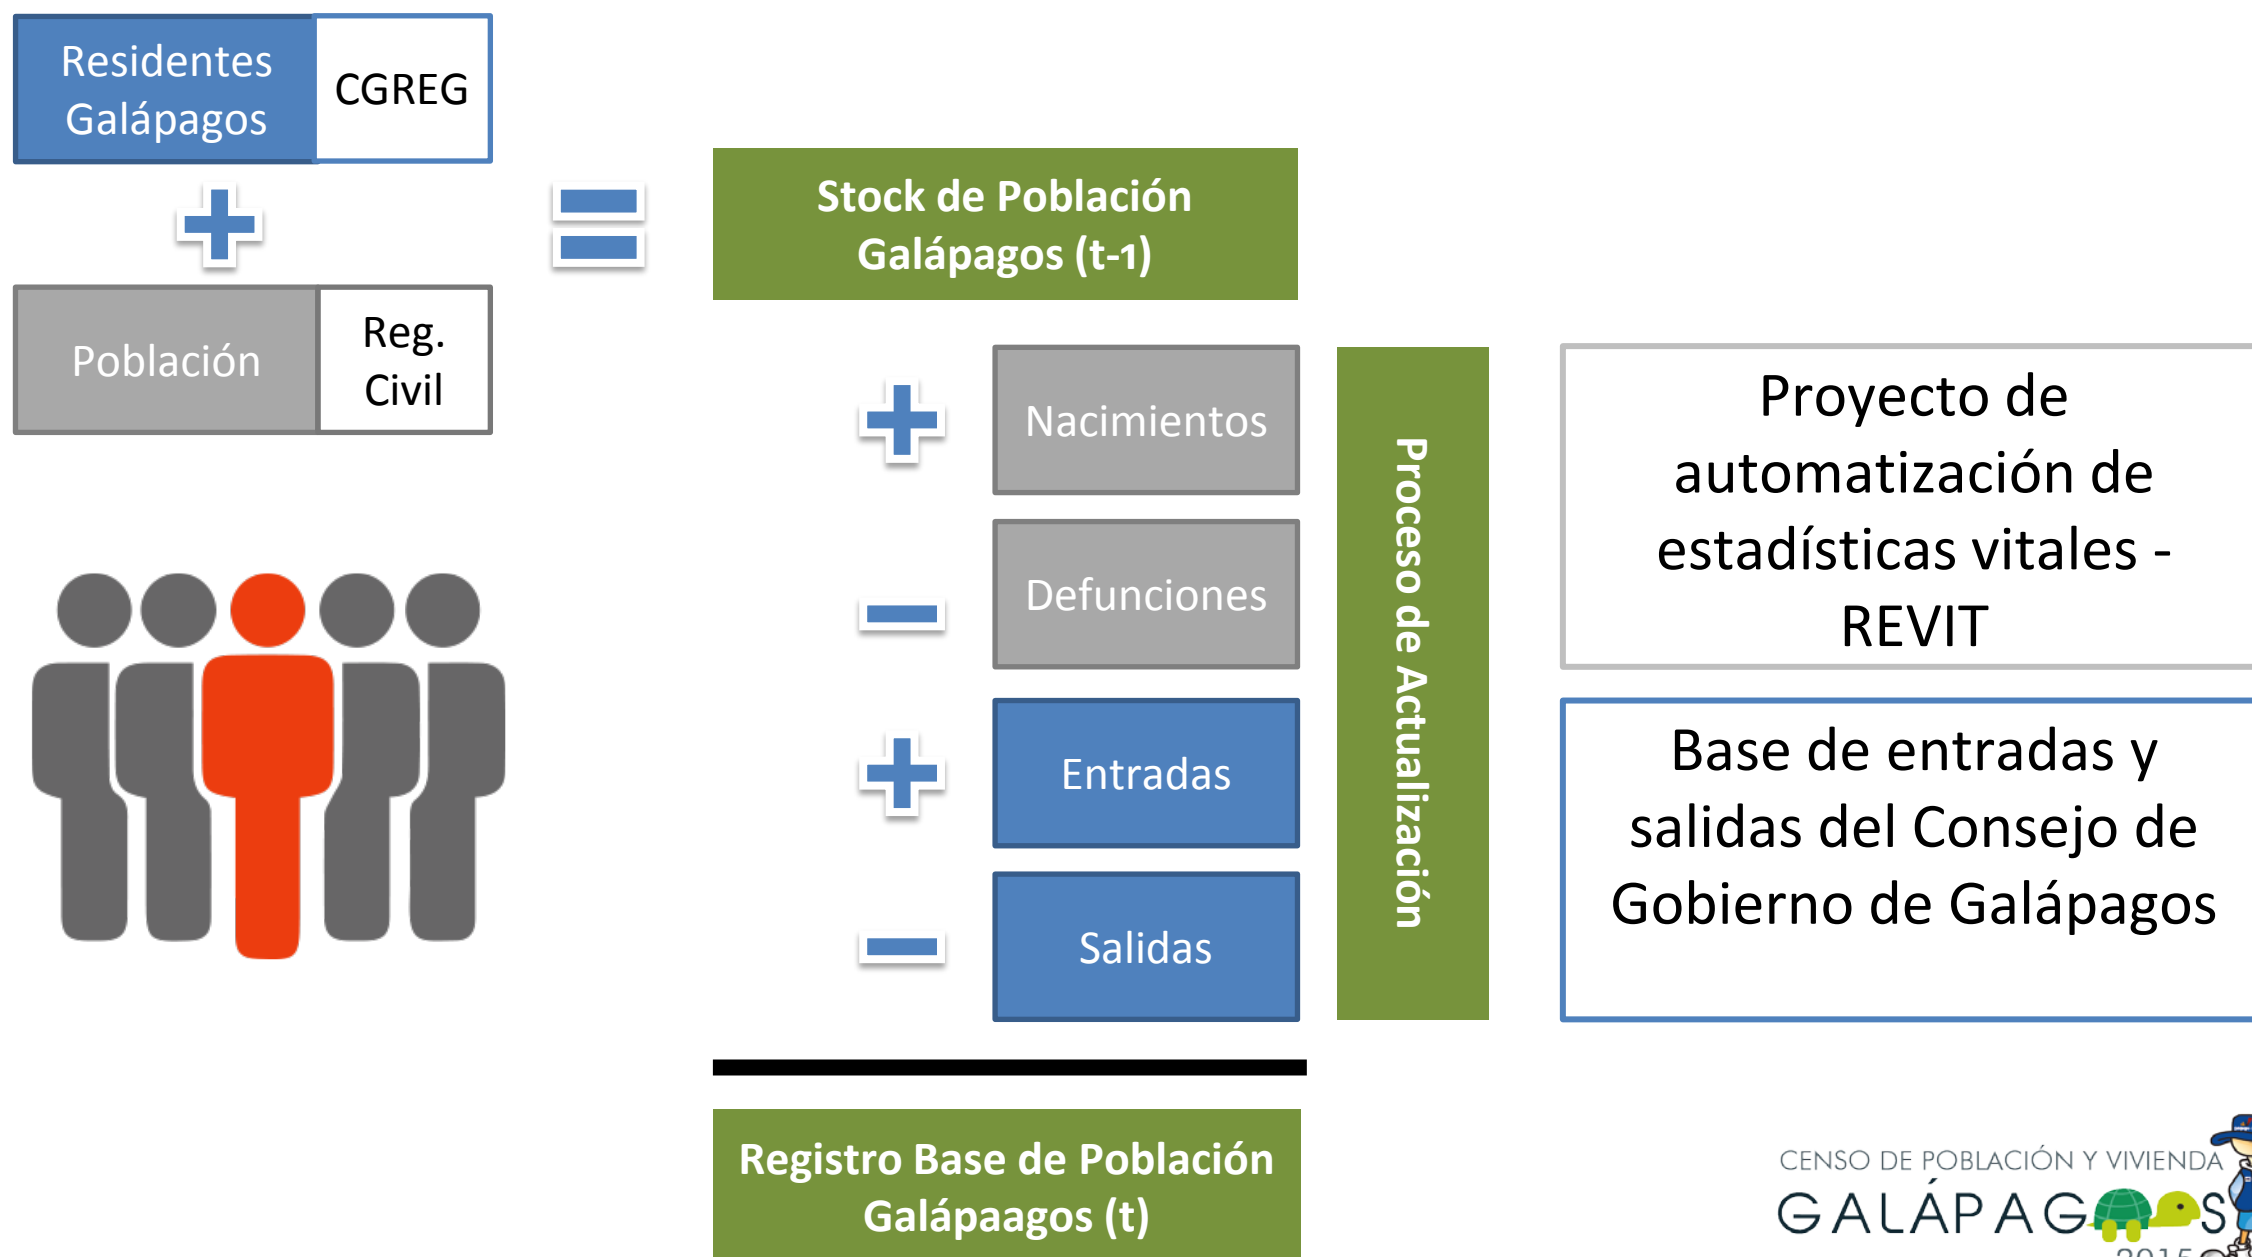 Residentes
Galápagos
CGREG
Población
Reg.
Civil
Stock de Población
Galápagos (t-1)
Nacimientos
Defunciones
Entradas
Salidas
Proceso de Actualización
Proyecto de
automatización de
estadísticas vitales -
REVIT
Base de entradas y
salidas del Consejo de
Gobierno de Galápagos
Registro Base de Población
Galápaagos (t)
CENSO DE POBLACIÓN Y VIVIENDA
GALÁPAGOS
2015